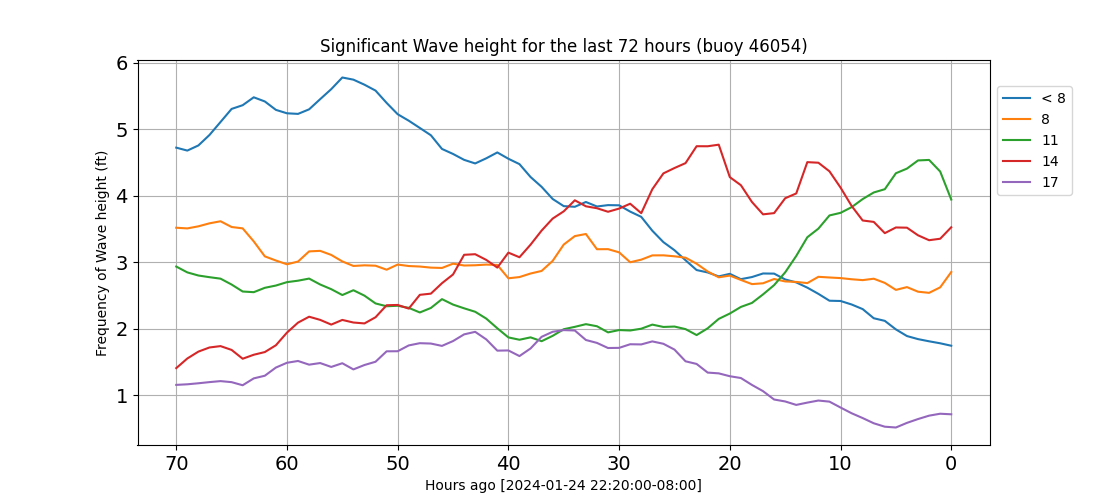 Significant Wave height for the last 72 hours (buoy 46054)
Frequency of Wave height (ft)
6
5
4
3
2
1
70 60 50 40 30 20 10 0
Hours ago [2024-01-24 22:20:00-08:00]
< 8
8
11
14
17